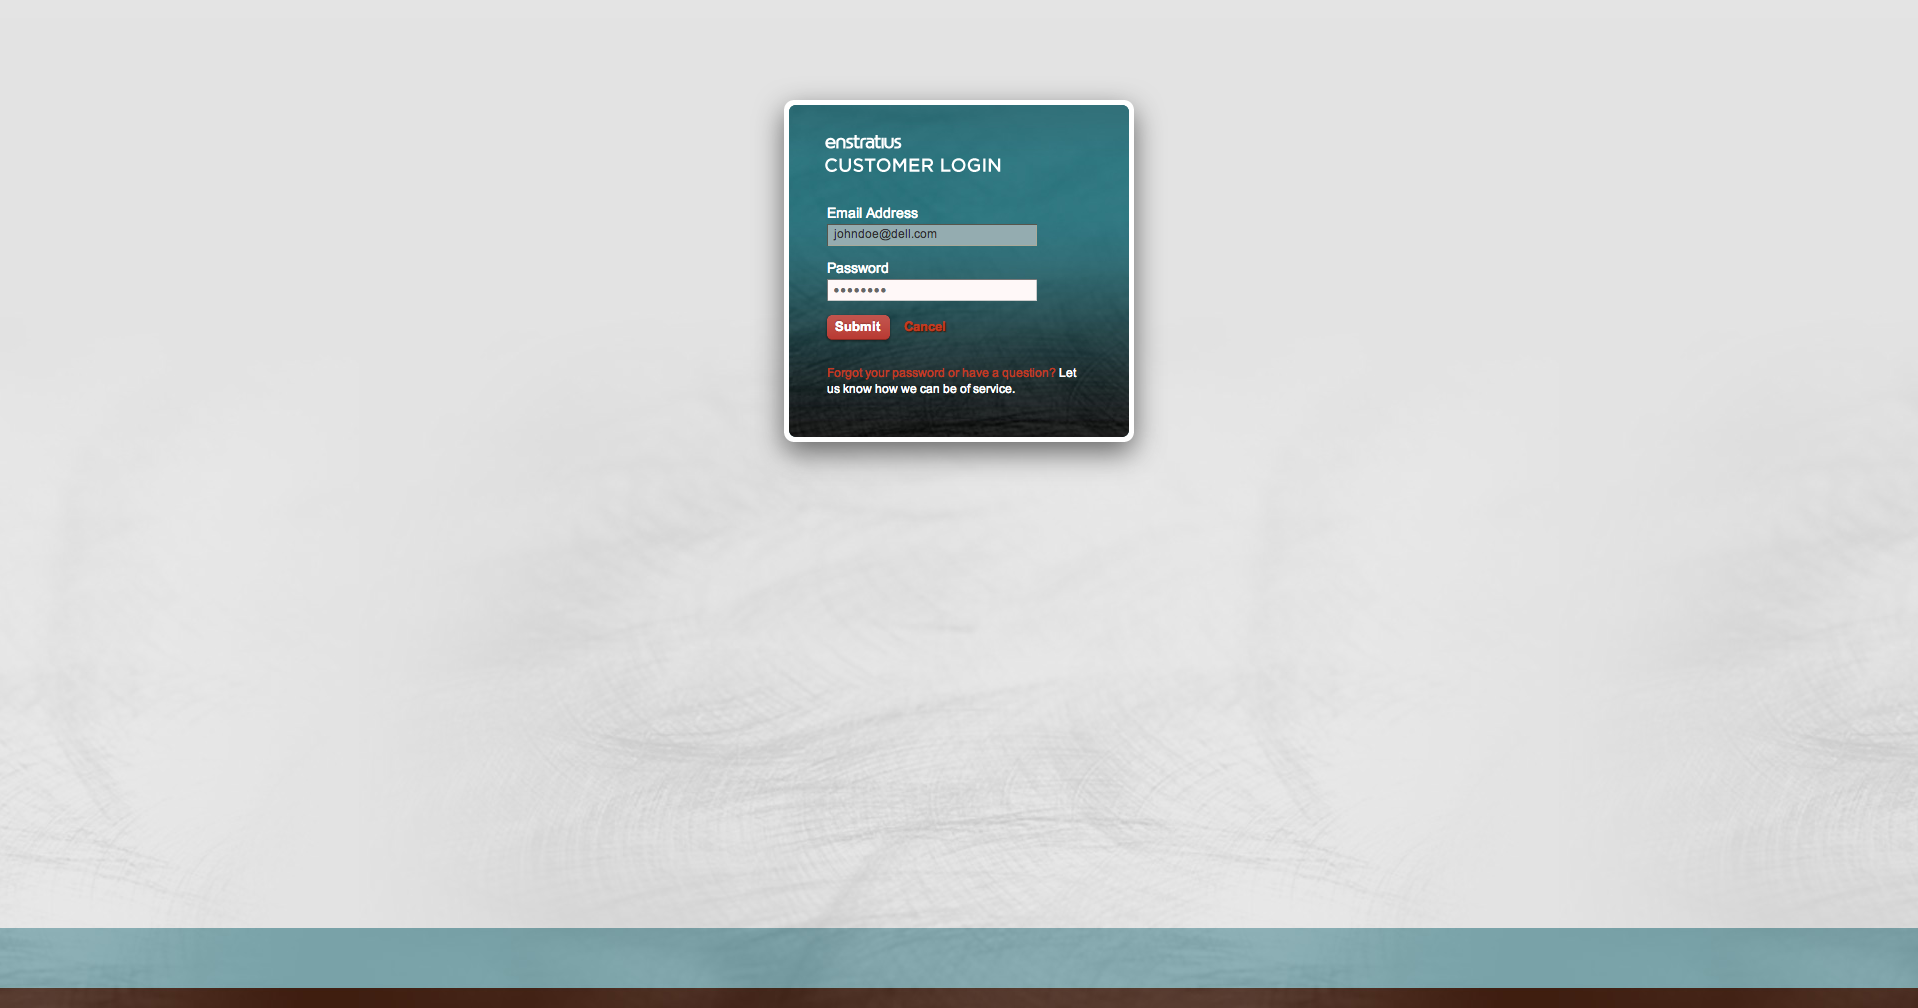 enstratius
CUSTOMER LOGIN
Email Address
johndoe@dell.com
Password
••••••••
Submit Cancel
Forgot your password or have a question? Let
us know how we can be of service.